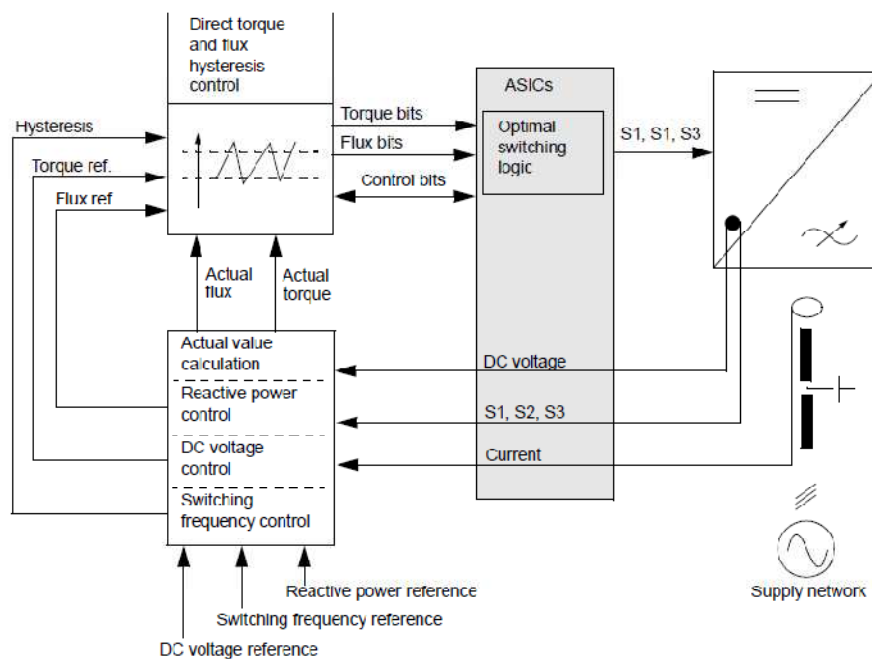 Direct torque
and flux
hysteresis
control
ASICs
Hysteresis
Torque bits
Optimal
switching
logic
S1, S1, S3
Flux bits
Torque ref.
Control bits
Flux ref
Actual
flux
Actual
torque
Actual value
calculation
DC voltage
Reactive power
control
S1, S2, S3
DC voltage
control
Current
Switching
frequency control
Reactive power reference
Supply network
Switching frequency reference
DC voltage reference